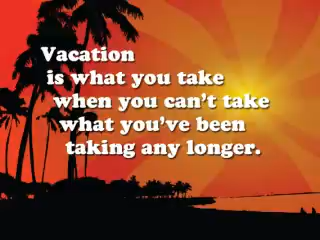 Vacation
is what you take
when you can’t take
what you’ve been
taking any longer.